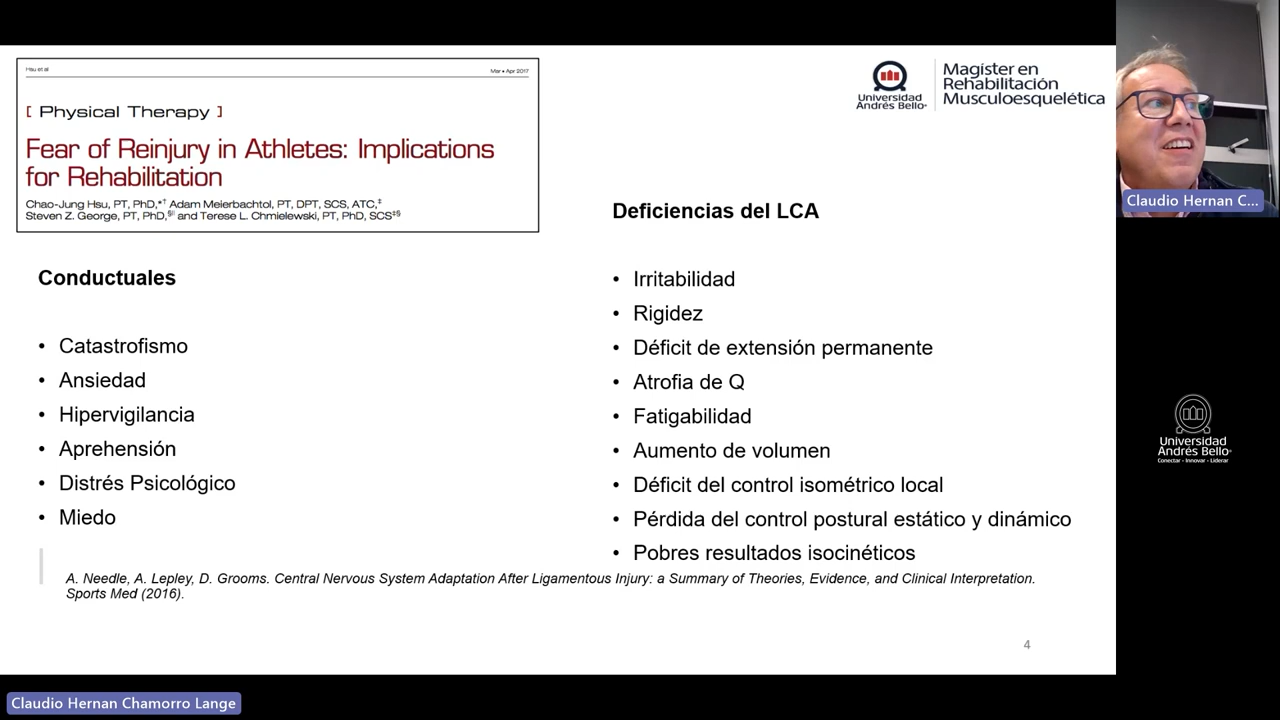 Hsu et al
Mar • Apr 2017
[ Physical Therapy ]
Fear of Reinjury in Athletes: Implications
for Rehabilitation
Chao-Jung Hsu, PT, PhD,*† Adam Meierbachtol, PT, DPT, SCS, ATC,‡
Steven Z. George, PT, PhD,§‖ and Terese L. Chmielewski, PT, PhD, SCS‡§
Universidad
Andrés Bello®
Magíster en
Rehabilitación
Musculoesquelética
Claudio Hernan C...
Conductuales
• Catastrofismo
• Ansiedad
• Hipervigilancia
• Aprehensión
• Distrés Psicológico
• Miedo
Deficiencias del LCA
• Irritabilidad
• Rigidez
• Déficit de extensión permanente
• Atrofia de Q
• Fatigabilidad
• Aumento de volumen
• Déficit del control isométrico local
• Pérdida del control postural estático y dinámico
• Pobres resultados isocinéticos
A. Needle, A. Lepley, D. Grooms. Central Nervous System Adaptation After Ligamentous Injury: a Summary of Theories, Evidence, and Clinical Interpretation.
Sports Med (2016).
4
Universidad
Andrés Bello®
Conectar - Innovar - Liderar
Claudio Hernan Chamorro Lange